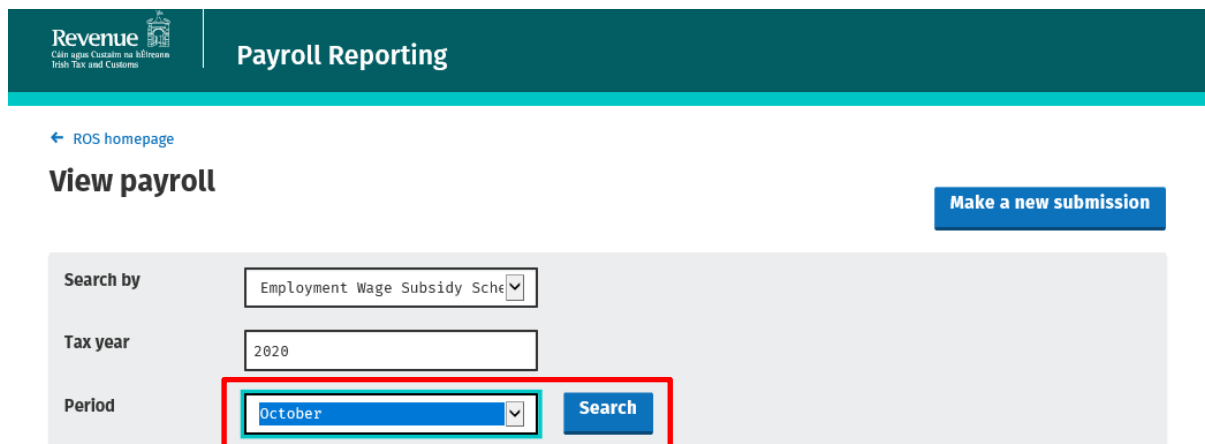 Revenue
Cáin agus Custaim na hÉireann
Irish Tax and Customs
Payroll Reporting
← ROS homepage
View payroll
Make a new submission
Search by
Employment Wage Subsidy Sche
Tax year
2020
Period
October
Search